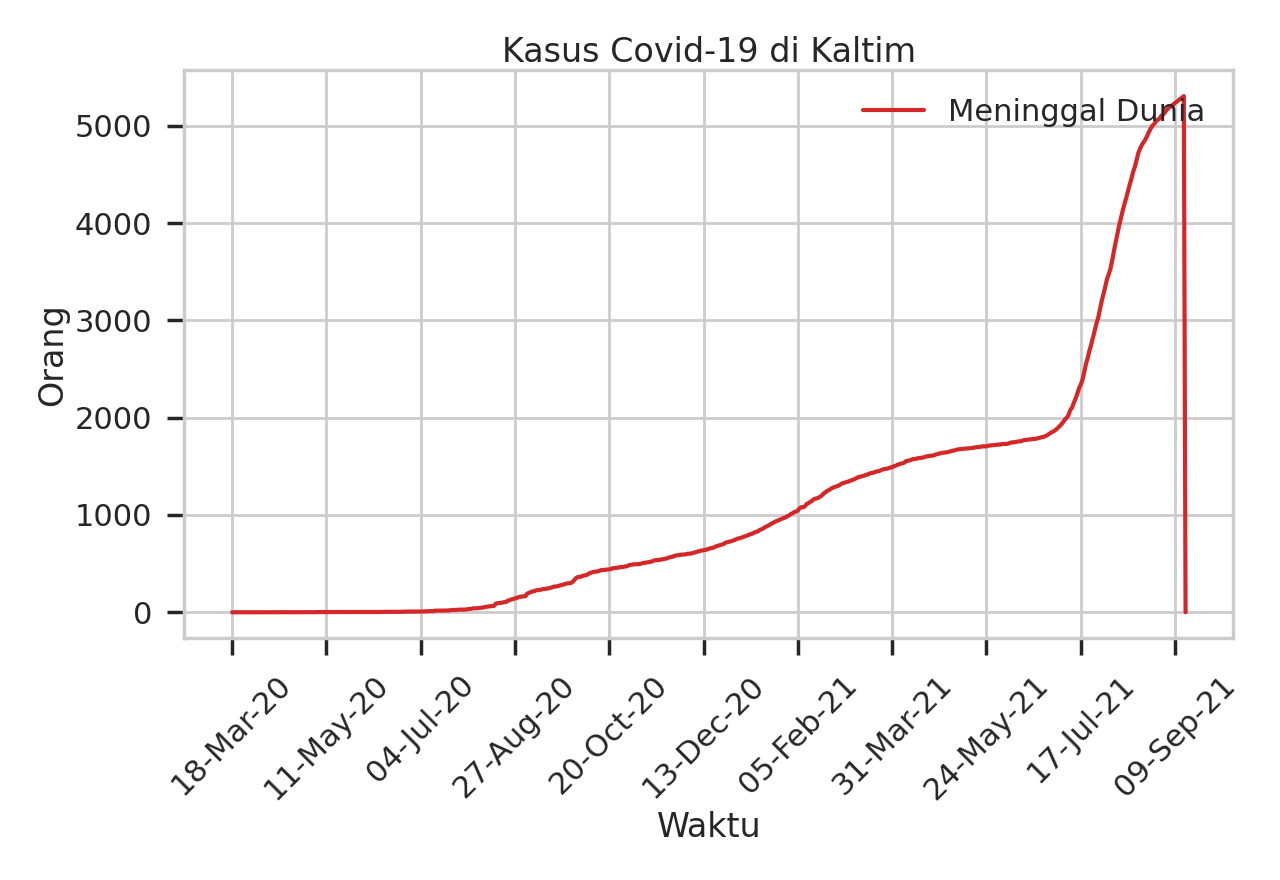 Kasus Covid-19 di Kaltim
Meninggal Dunia
5000
4000
3000
2000
1000
0
Orang
18-Mar-20
11-May-20
04-Jul-20
27-Aug-20
20-Oct-20
13-Dec-20
05-Feb-21
31-Mar-21
24-May-21
17-Jul-21
09-Sep-21
Waktu